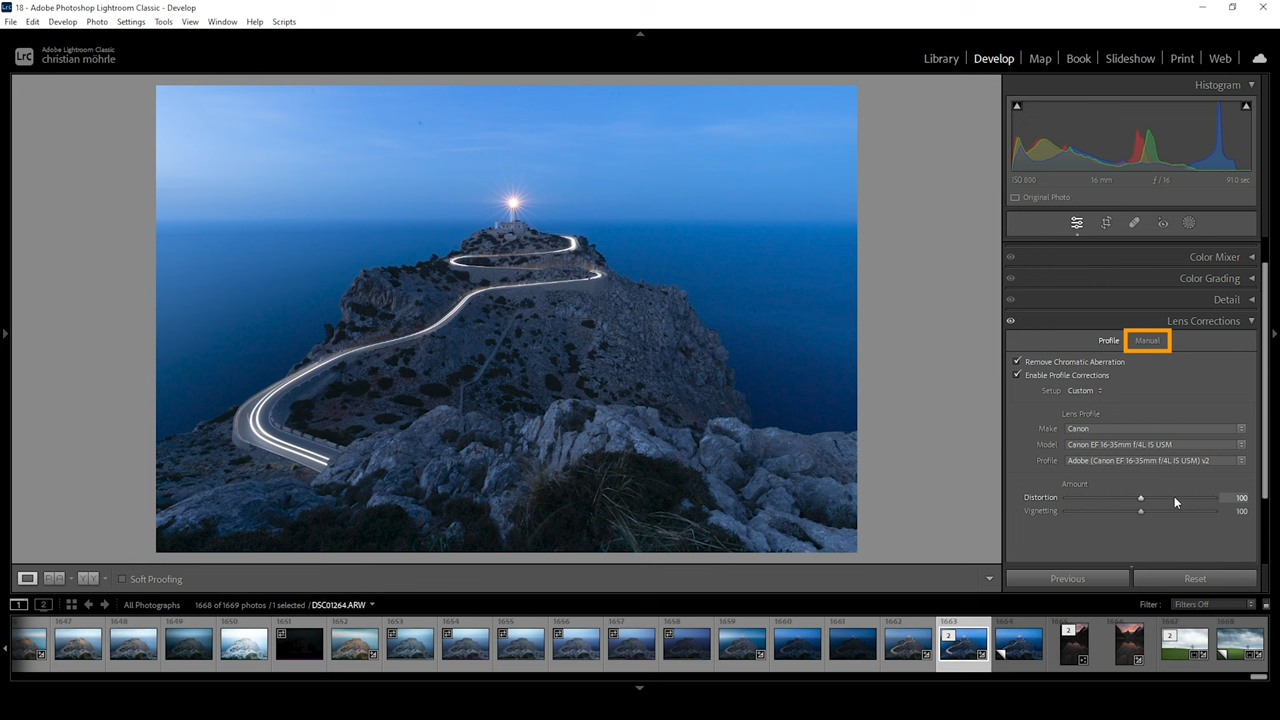 18 - Adobe Photoshop Lightroom Classic - Develop
File Edit Develop Photo Settings Tools View Window Help Scripts
Lrc Adobe Lightroom Classic
christian möhrle
Library Develop Map Book Slideshow Print Web
Histogram
ISO 800 16 mm ƒ / 16 91.0 sec
Original Photo
Color Mixer
Color Grading
Detail
Lens Corrections
Profile Manual
Remove Chromatic Aberration
Enable Profile Corrections
Setup Custom
Lens Profile
Make Canon
Model Canon EF 16-35mm f/4L IS USM
Profile Adobe (Canon EF 16-35mm f/4L IS USM) v2
Amount
Distortion 100
Vignetting 100
Soft Proofing
Previous Reset
1 2 All Photographs 1668 of 1669 photos / 1 selected / DSC01264.ARW Filter : Filters Off
1647 1648 1649 1650 1651 1652 1653 1654 1655 1656 1657 1658 1659 1660 1661 1662 1663 1664 1665 1666 1667 1668
2 2 2